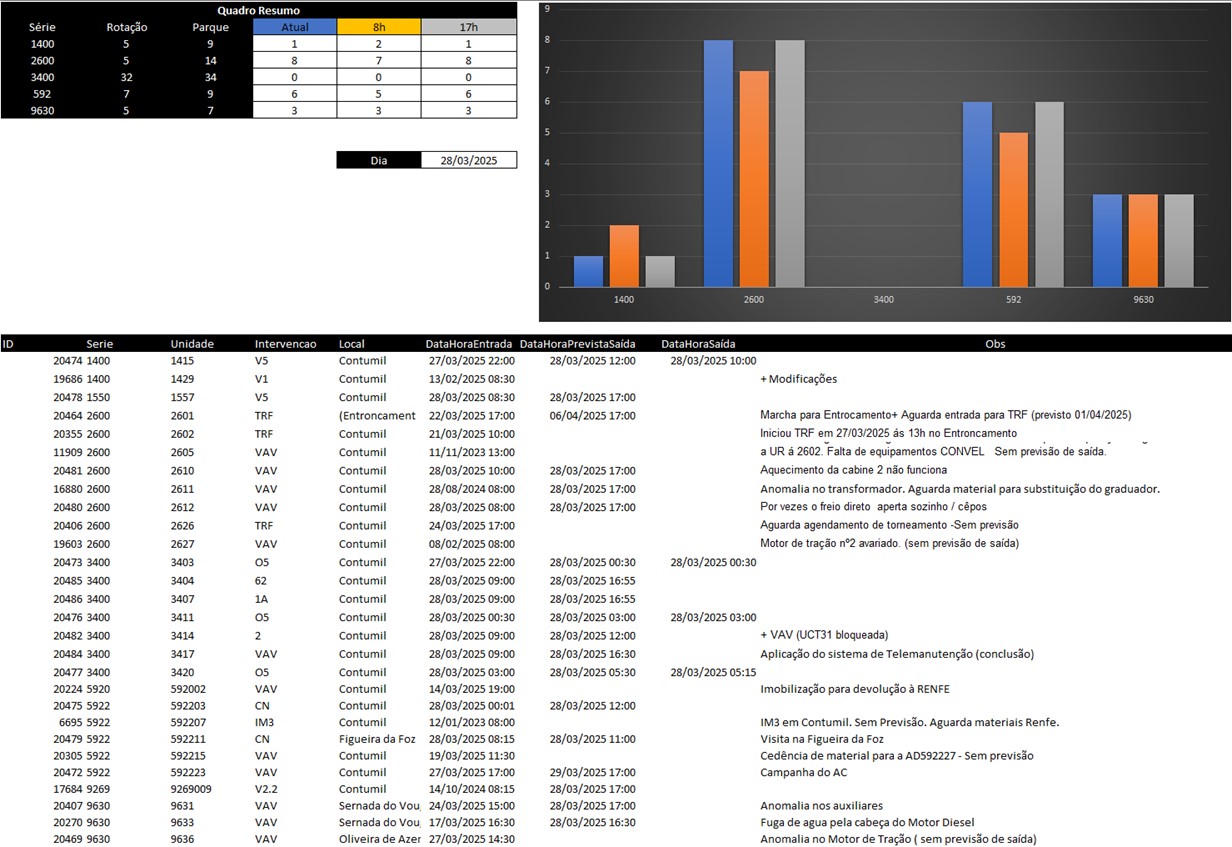 Quadro Resumo
Série Rotação Parque Atual 8h 17h
1400 5 9 1 2 1
2600 5 14 8 7 8
3400 32 34 0 0 0
592 7 9 6 5 6
9630 5 7 3 3 3
Dia 28/03/2025
9
8
7
6
5
4
3
2
1
0
1400 2600 3400 592 9630
ID Serie Unidade Intervencao Local DataHoraEntrada DataHoraPrevistaSaída DataHoraSaída Obs
20474 1400 1415 V5 Contumil 27/03/2025 22:00 28/03/2025 12:00 28/03/2025 10:00
19686 1400 1429 V1 Contumil 13/02/2025 08:30 + Modificações
20478 1550 1557 V5 Contumil 28/03/2025 08:30 28/03/2025 17:00
20464 2600 2601 TRF (Entroncament 22/03/2025 17:00 06/04/2025 17:00 Marcha para Entrocamento+ Aguarda entrada para TRF (previsto 01/04/2025)
20355 2600 2602 TRF Contumil 21/03/2025 10:00 Iniciou TRF em 27/03/2025 ás 13h no Entroncamento
11909 2600 2605 VAV Contumil 11/11/2023 13:00 a UR á 2602. Falta de equipamentos CONVEL Sem previsão de saída.
20481 2600 2610 VAV Contumil 28/03/2025 10:00 28/03/2025 17:00 Aquecimento da cabine 2 não funciona
16880 2600 2611 VAV Contumil 28/08/2024 08:00 28/03/2025 17:00 Anomalia no transformador. Aguarda material para substituição do graduador.
20480 2600 2612 VAV Contumil 28/03/2025 08:00 28/03/2025 17:00 Por vezes o freio direto aperta sozinho / cêpos
20406 2600 2626 TRF Contumil 24/03/2025 17:00 Aguarda agendamento de torneamento -Sem previsão
19603 2600 2627 VAV Contumil 08/02/2025 08:00 Motor de tração nº2 avariado. (sem previsão de saída)
20473 3400 3403 O5 Contumil 27/03/2025 22:00 28/03/2025 00:30 28/03/2025 00:30
20485 3400 3404 62 Contumil 28/03/2025 09:00 28/03/2025 16:55
20486 3400 3407 1A Contumil 28/03/2025 09:00 28/03/2025 16:55
20476 3400 3411 O5 Contumil 28/03/2025 00:30 28/03/2025 03:00 28/03/2025 03:00
20482 3400 3414 2 Contumil 28/03/2025 09:00 28/03/2025 12:00 + VAV (UCT31 bloqueada)
20484 3400 3417 VAV Contumil 28/03/2025 09:00 28/03/2025 16:30 Aplicação do sistema de Telemanutenção (conclusão)
20477 3400 3420 O5 Contumil 28/03/2025 03:00 28/03/2025 05:30 28/03/2025 05:15
20224 5920 592002 VAV Contumil 14/03/2025 19:00 Imobilização para devolução à RENFE
20475 5922 592203 CN Contumil 28/03/2025 00:01 28/03/2025 12:00
6695 5922 592207 IM3 Contumil 12/01/2023 08:00 IM3 em Contumil. Sem Previsão. Aguarda materiais Renfe.
20479 5922 592211 CN Figueira da Foz 28/03/2025 08:15 28/03/2025 11:00 Visita na Figueira da Foz
20305 5922 592215 VAV Contumil 19/03/2025 11:30 Cedência de material para a AD592227 - Sem previsão
20472 5922 592223 VAV Contumil 27/03/2025 17:00 29/03/2025 17:00 Campanha do AC
17684 9269 9269009 V2.2 Contumil 14/10/2024 08:15 28/03/2025 17:00
20407 9630 9631 VAV Sernada do Vou 24/03/2025 15:00 28/03/2025 17:00 Anomalia nos auxiliares
20270 9630 9633 VAV Sernada do Vou 17/03/2025 16:30 28/03/2025 16:30 Fuga de agua pela cabeça do Motor Diesel
20469 9630 9636 VAV Oliveira de Azer 27/03/2025 14:30 Anomalia no Motor de Tração ( sem previsão de saída)